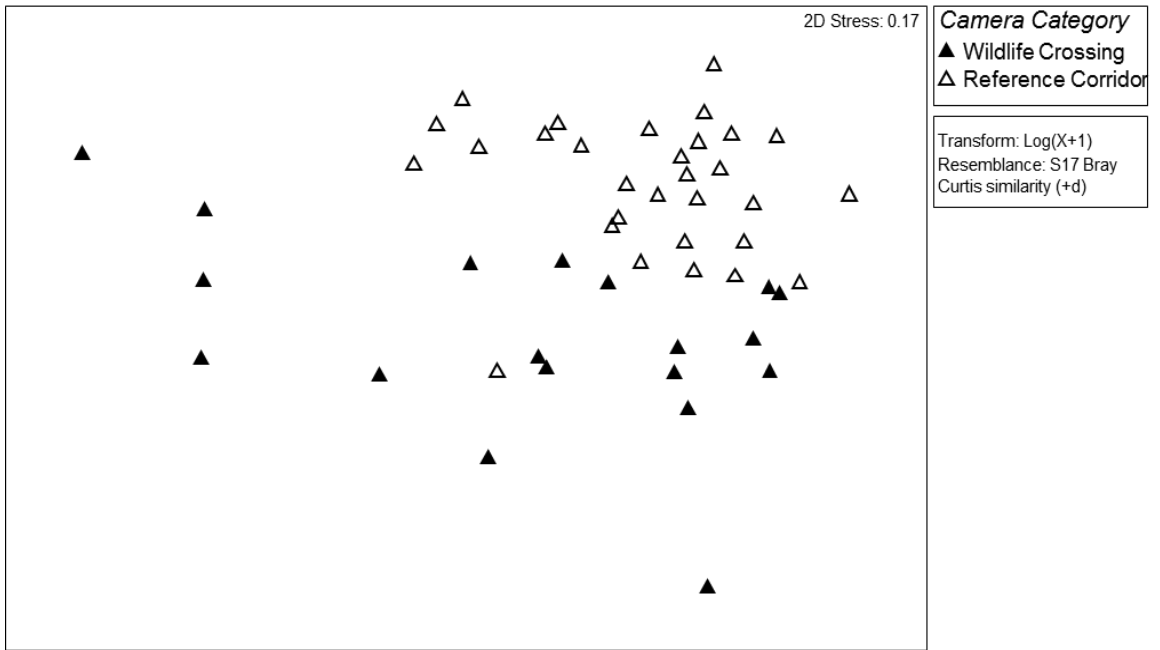 2D Stress: 0.17
Camera Category
Wildlife Crossing
Reference Corridor
Transform: Log(X+1)
Resemblance: S17 Bray
Curtis similarity (+d)